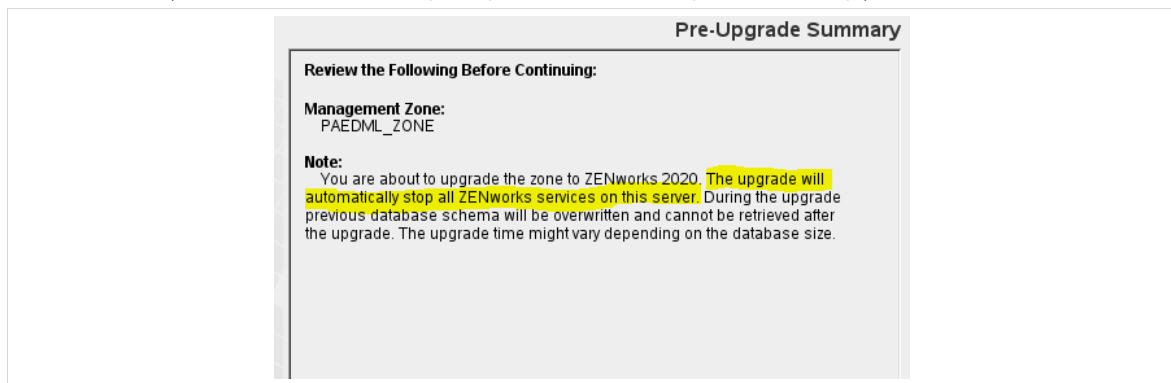 Pre-Upgrade Summary
Review the Following Before Continuing:
Management Zone:
PAEDML_ZONE
Note:
You are about to upgrade the zone to ZENworks 2020. The upgrade will
automatically stop all ZENworks services on this server. During the upgrade
previous database schema will be overwritten and cannot be retrieved after
the upgrade. The upgrade time might vary depending on the database size.